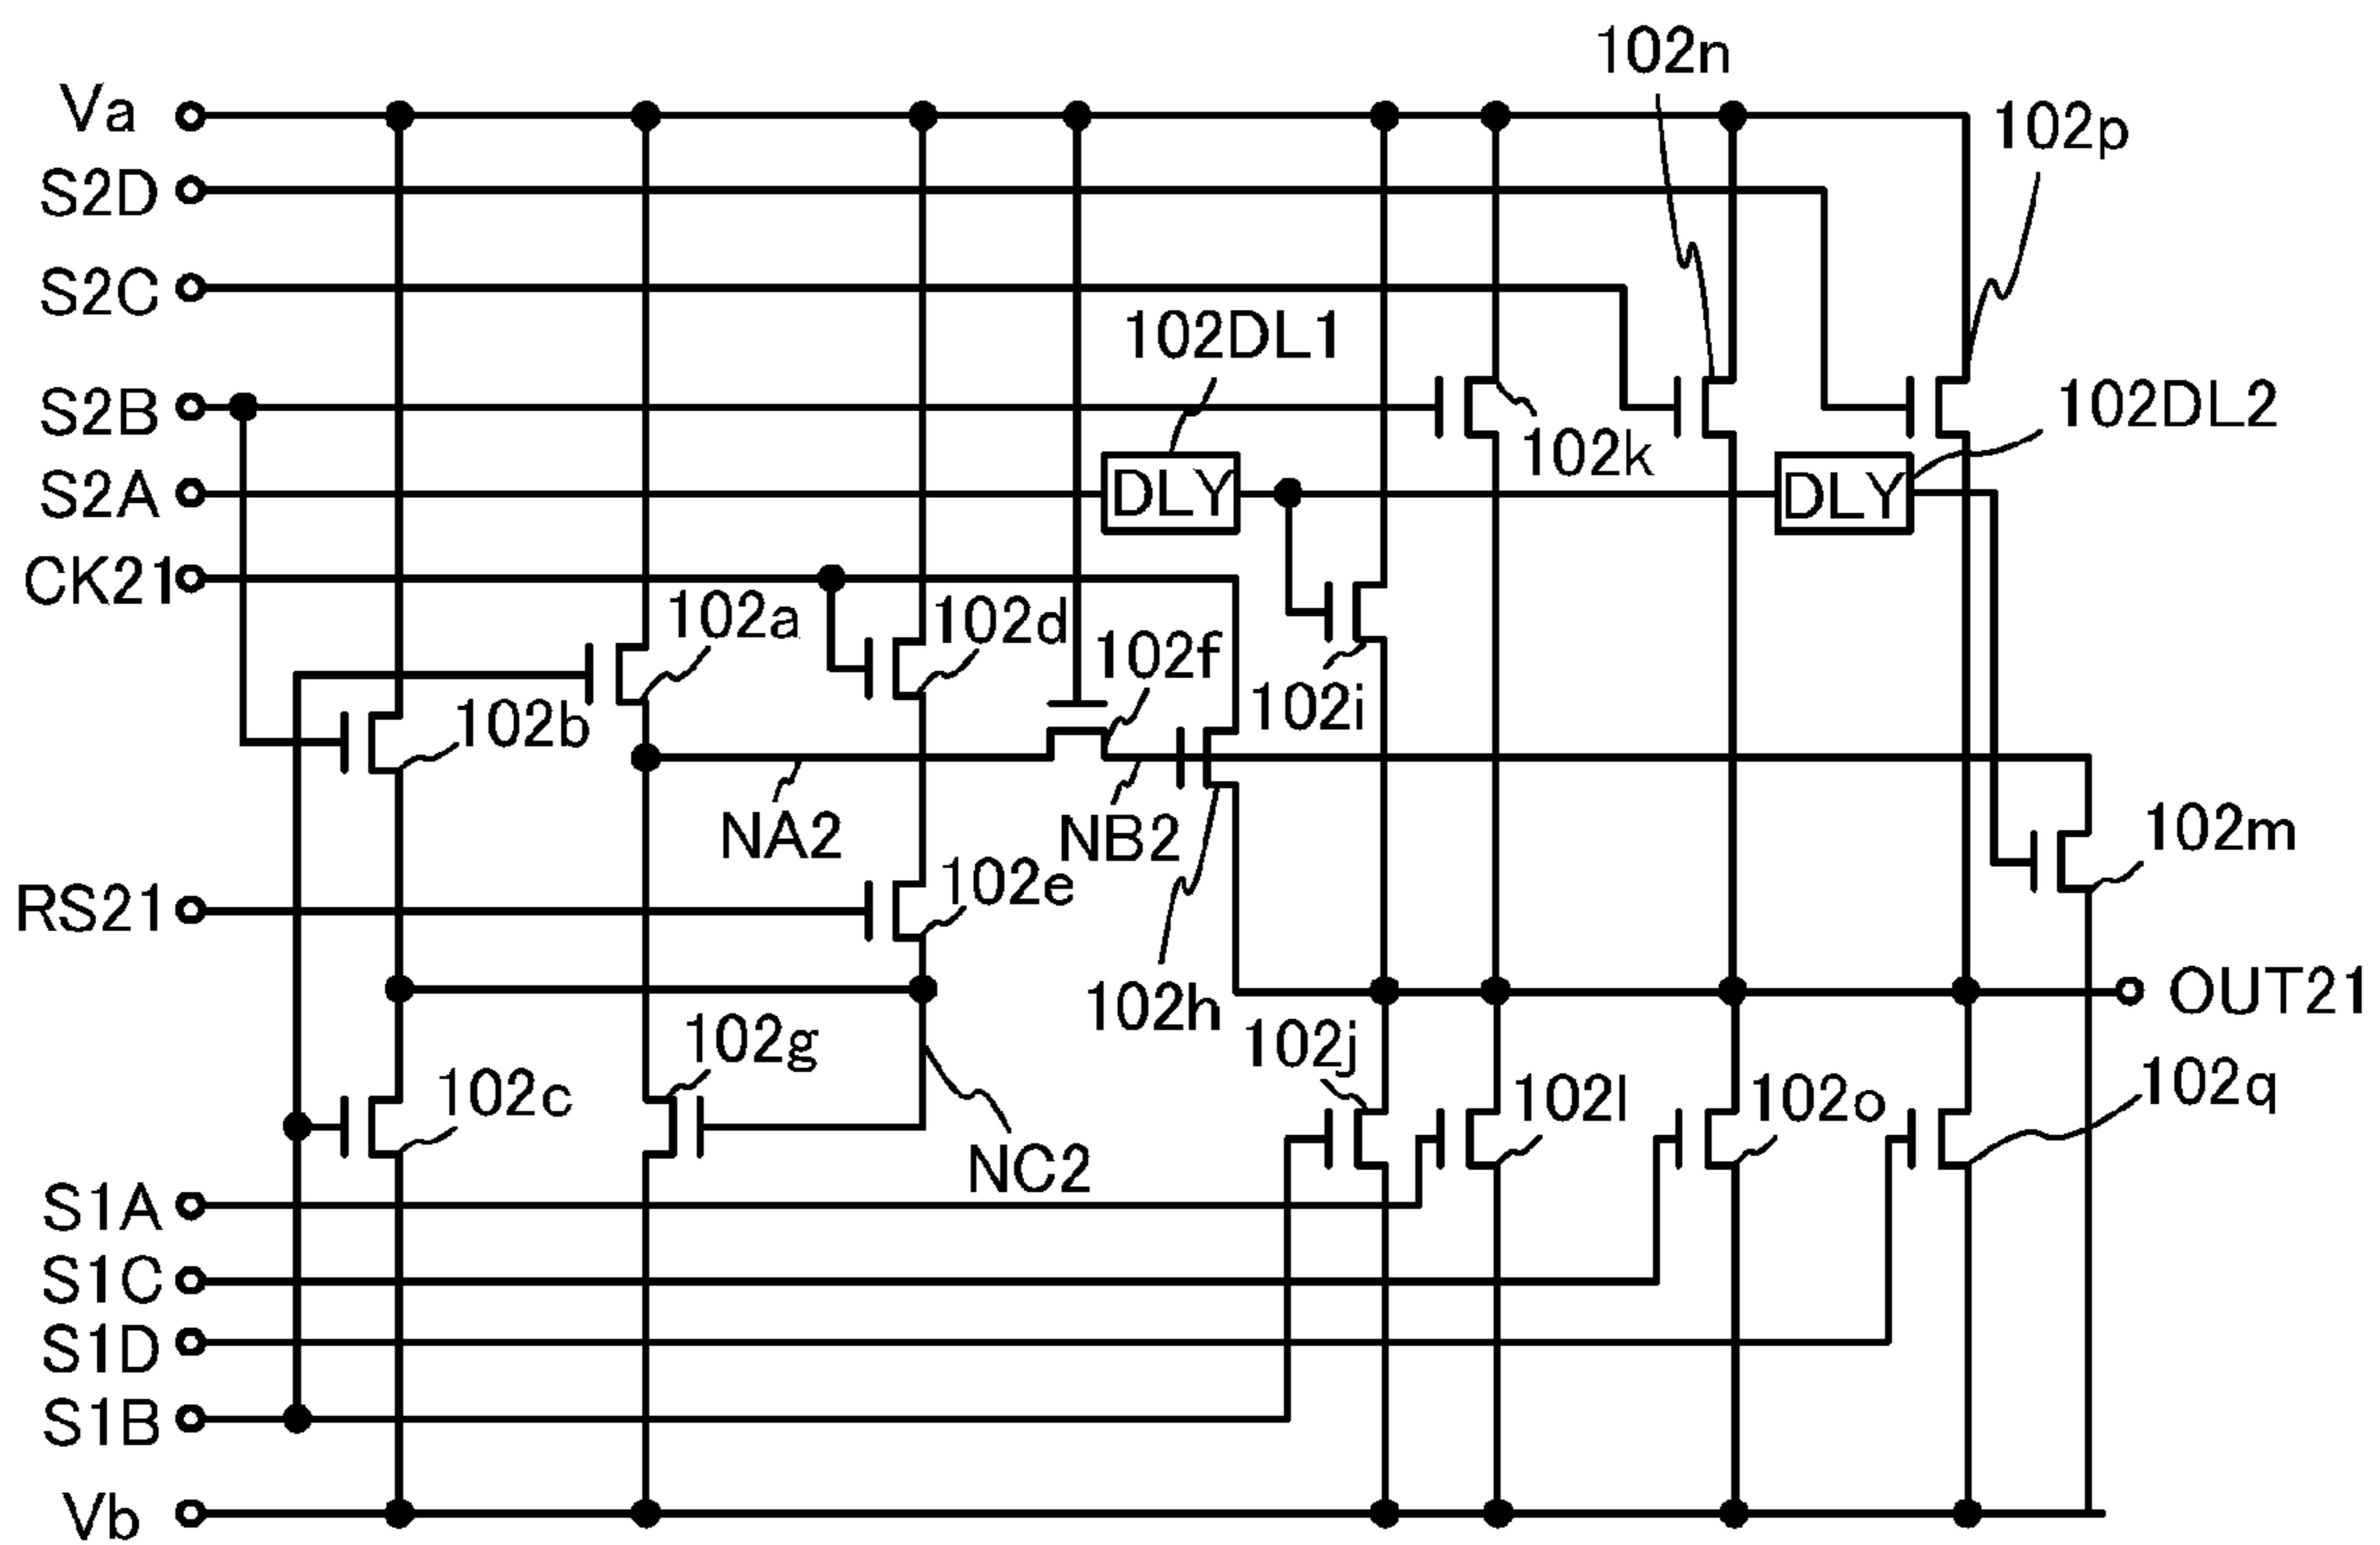 102n
Va
102p
S2D
S2C
102DL1
S2B
102DL2
102k
S2A
DLY
DLY
CK21
102a
102d
102f
102i
102b
NA2
NB2
102m
102e
RS21
102h
OUT21
102g
102j
102c
102l
102o
102q
NC2
S1A
S1C
S1D
S1B
Vb